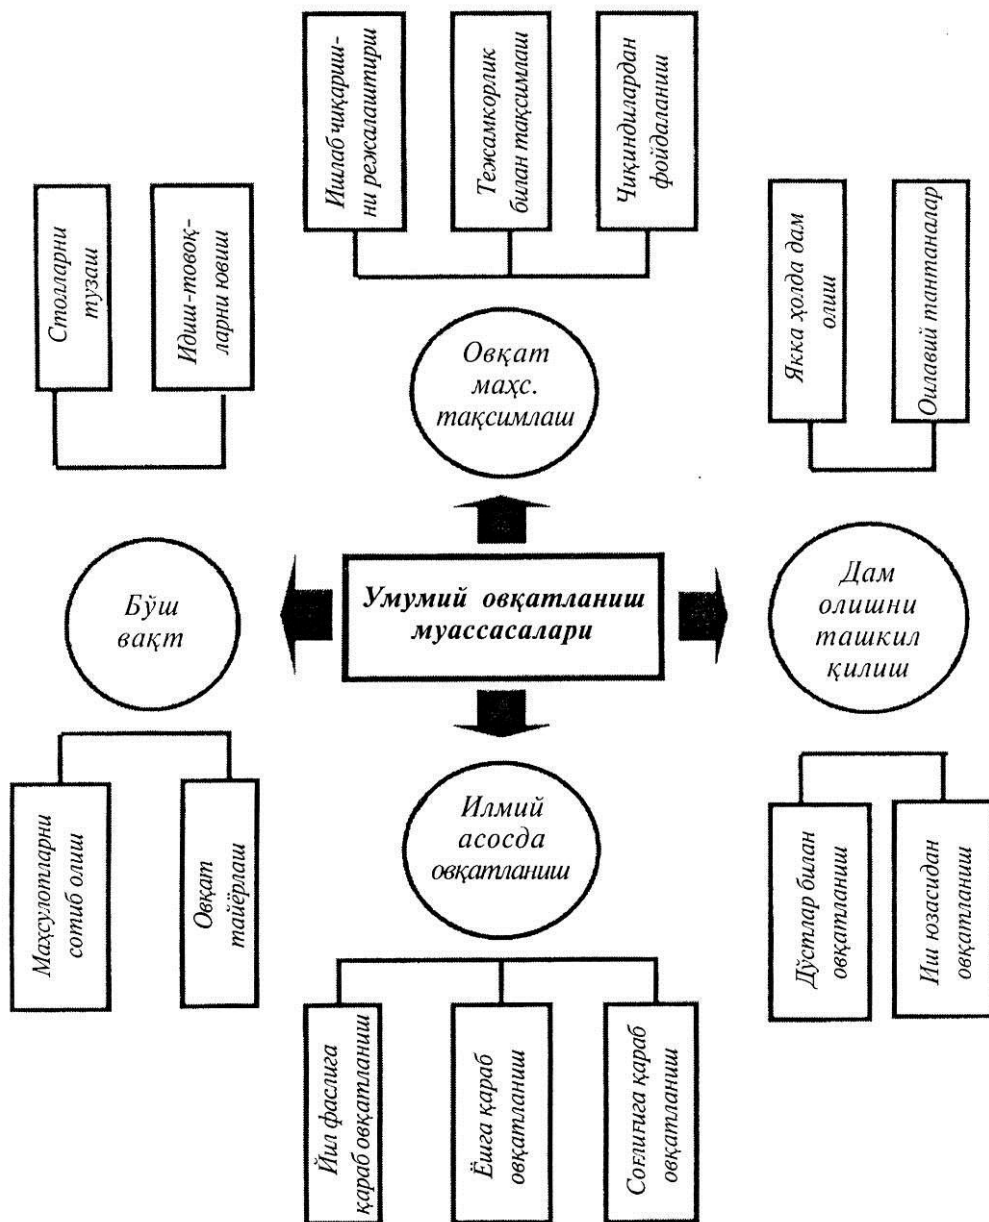 Ишлаб чиқариш-
ни режалаштирш
Тежамкорлик
билан тақсимлаш
Чиқиндилардан
фойдаланиш
Столларни
тузаш
Идиш-товоқ-
ларни ювиш
Якка ҳолда дам
олиш
Оилавий тантаналар
Овқат
маҳс.
тақсимлаш
Бўш
вақт
Умумий овқатланиш
муассасалари
Дам
олишни
ташкил
қилиш
Илмий
асосда
овқатланиш
Маҳсулотларни
сотиб олиш
Овқат
тайёрлаш
Дўстлар билан
овқатланиш
Иш юзасидан
овқатланиш
Йил фаслига
қараб овқатланиш
Ёшга қараб
овқатланиш
Соғлиғига қараб
овқатланиш